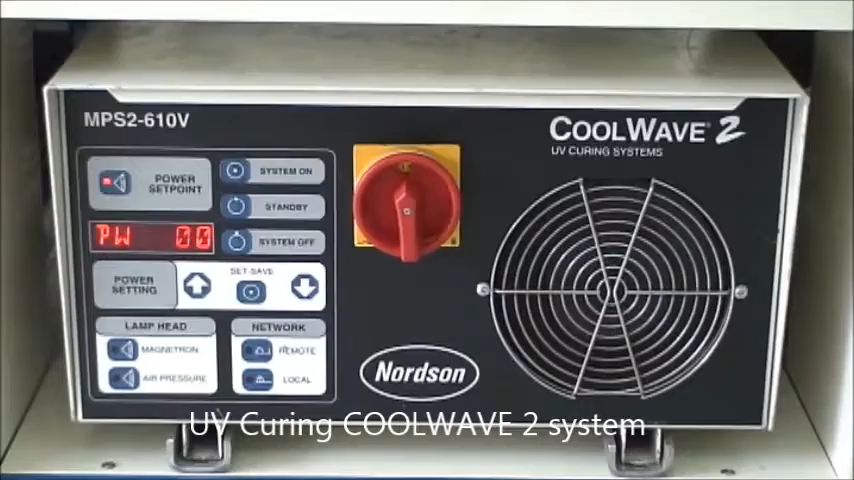 MPS2-610V
COOLWAVE® 2
UV CURING SYSTEMS
POWER
SETPOINT
SYSTEM ON
STANDBY
SYSTEM OFF
PW 00
POWER
SETTING
SET-SAVE
LAMP HEAD
MAGNETRON
AIR PRESSURE
NETWORK
REMOTE
LOCAL
Nordson
UV Curing COOLWAVE 2 system